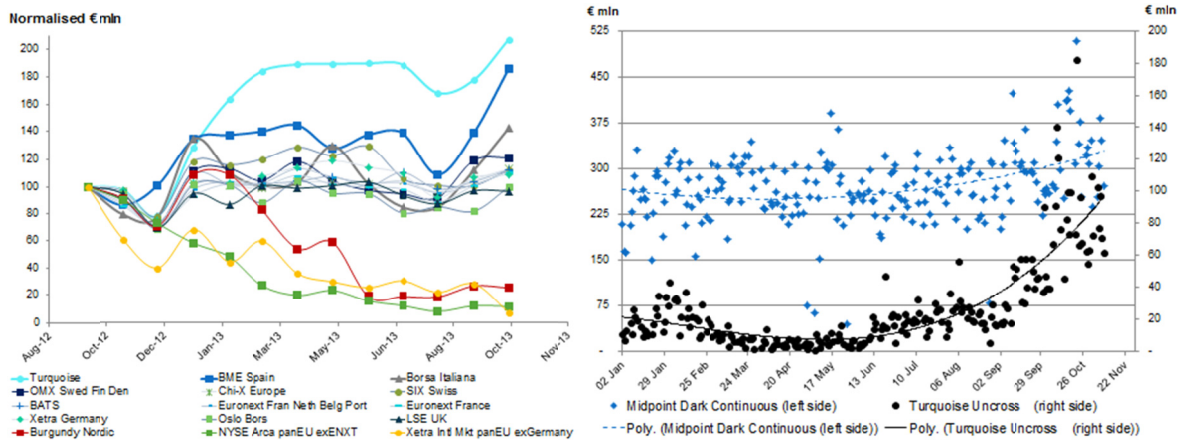 Normalised € mln
200
180
160
140
120
100
80
60
40
20
0
Aug-12 Oct-12 Dec-12 Jan-13 Mar-13 May-13 Jun-13 Aug-13 Oct-13 Nov-13
Turquoise BME Spain Borsa Italiana
OMX Swed Fin Den Chi-X Europe SIX Swiss
BATS Euronext Fran Neth Belg Port Euronext France
Xetra Germany Oslo Bors LSE UK
Burgundy Nordic NYSE Arca panEU exENXT Xetra Intl Mkt panEU exGermany
€ mln € mln
525 200
180
450 160
375 140
120
300 100
225 80
150 60
40
75 20
- -
02 Jan 29 Jan 25 Feb 24 Mar 20 Apr 17 May 13 Jun 10 Jul 06 Aug 02 Sep 29 Sep 26 Oct 22 Nov
Midpoint Dark Continuous (left side) Turquoise Uncross (right side)
Poly. (Midpoint Dark Continuous (left side)) Poly. (Turquoise Uncross (right side))